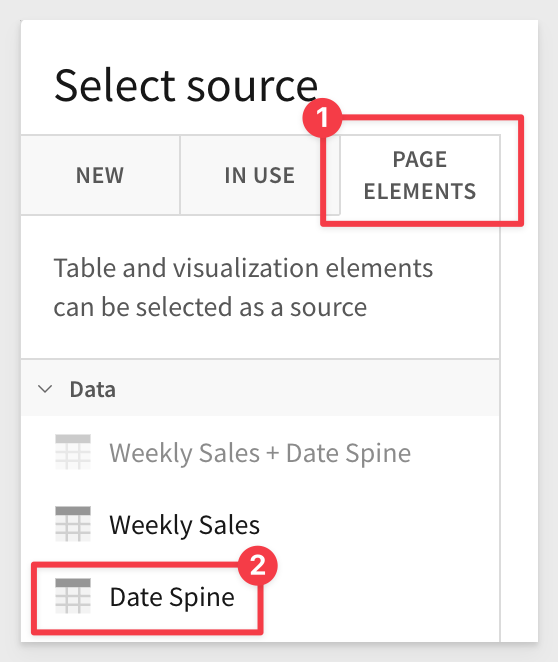 Select source
1
NEW
IN USE
PAGE
ELEMENTS
Table and visualization elements
can be selected as a source
Data
Weekly Sales + Date Spine
Weekly Sales
2
Date Spine